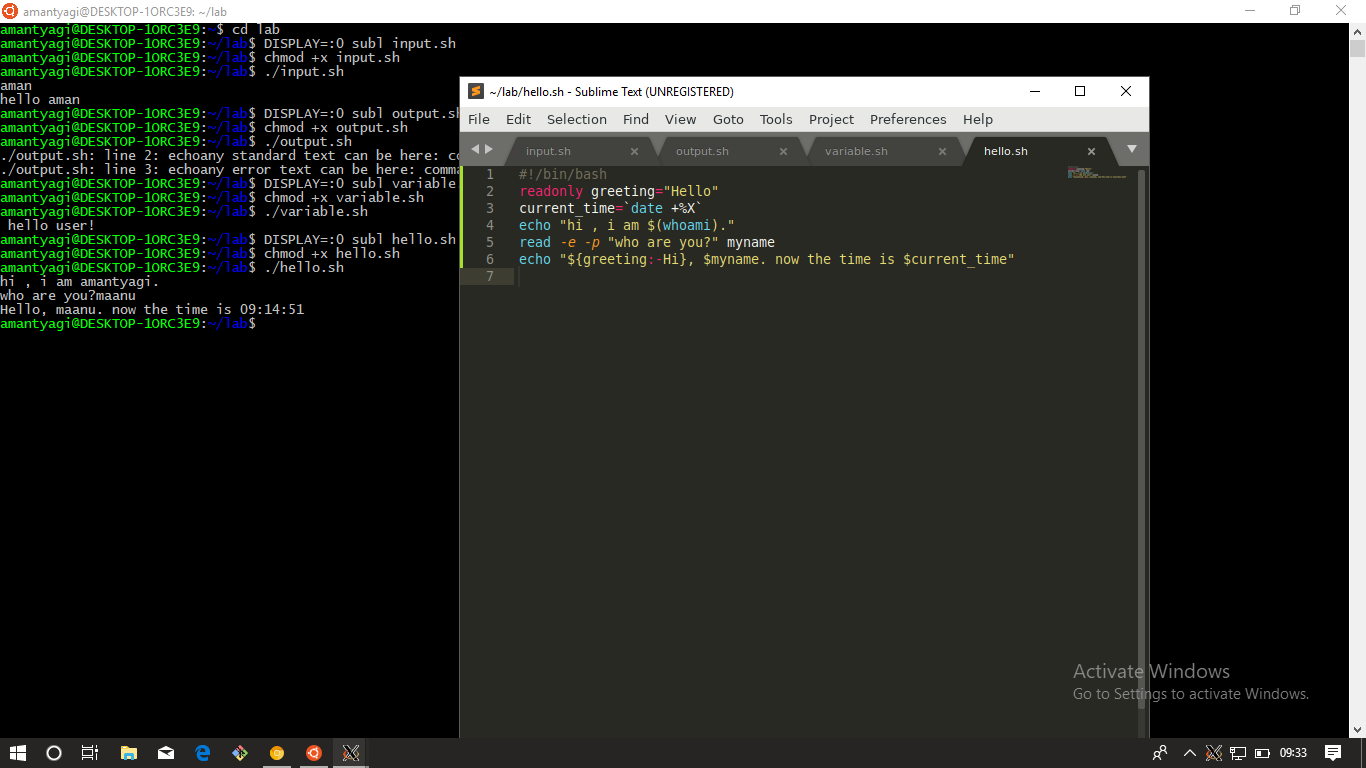 amantyagi@DESKTOP-1ORC3E9: ~/lab
amantyagi@DESKTOP-1ORC3E9:~$ cd lab
amantyagi@DESKTOP-1ORC3E9:~/lab$ DISPLAY=:0 subl input.sh
amantyagi@DESKTOP-1ORC3E9:~/lab$ chmod +x input.sh
amantyagi@DESKTOP-1ORC3E9:~/lab$ ./input.sh
aman
hello aman
amantyagi@DESKTOP-1ORC3E9:~/lab$ DISPLAY=:0 subl output.sh
amantyagi@DESKTOP-1ORC3E9:~/lab$ chmod +x output.sh
amantyagi@DESKTOP-1ORC3E9:~/lab$ ./output.sh
./output.sh: line 2: echoany standard text can be here: co
./output.sh: line 3: echoany error text can be here: comma
amantyagi@DESKTOP-1ORC3E9:~/lab$ DISPLAY=:0 subl variable
amantyagi@DESKTOP-1ORC3E9:~/lab$ chmod +x variable.sh
amantyagi@DESKTOP-1ORC3E9:~/lab$ ./variable.sh
 hello user!
amantyagi@DESKTOP-1ORC3E9:~/lab$ DISPLAY=:0 subl hello.sh
amantyagi@DESKTOP-1ORC3E9:~/lab$ chmod +x hello.sh
amantyagi@DESKTOP-1ORC3E9:~/lab$ ./hello.sh
hi , i am amantyagi.
who are you?maanu
Hello, maanu. now the time is 09:14:51
amantyagi@DESKTOP-1ORC3E9:~/lab$
~/lab/hello.sh - Sublime Text (UNREGISTERED)
File Edit Selection Find View Goto Tools Project Preferences Help
input.sh output.sh variable.sh hello.sh
1 #!/bin/bash
2 readonly greeting="Hello"
3 current_time=`date +%X`
4 echo "hi , i am $(whoami)."
5 read -e -p "who are you?" myname
6 echo "${greeting:-Hi}, $myname. now the time is $current_time"
7
Activate Windows
Go to Settings to activate Windows.
09:33